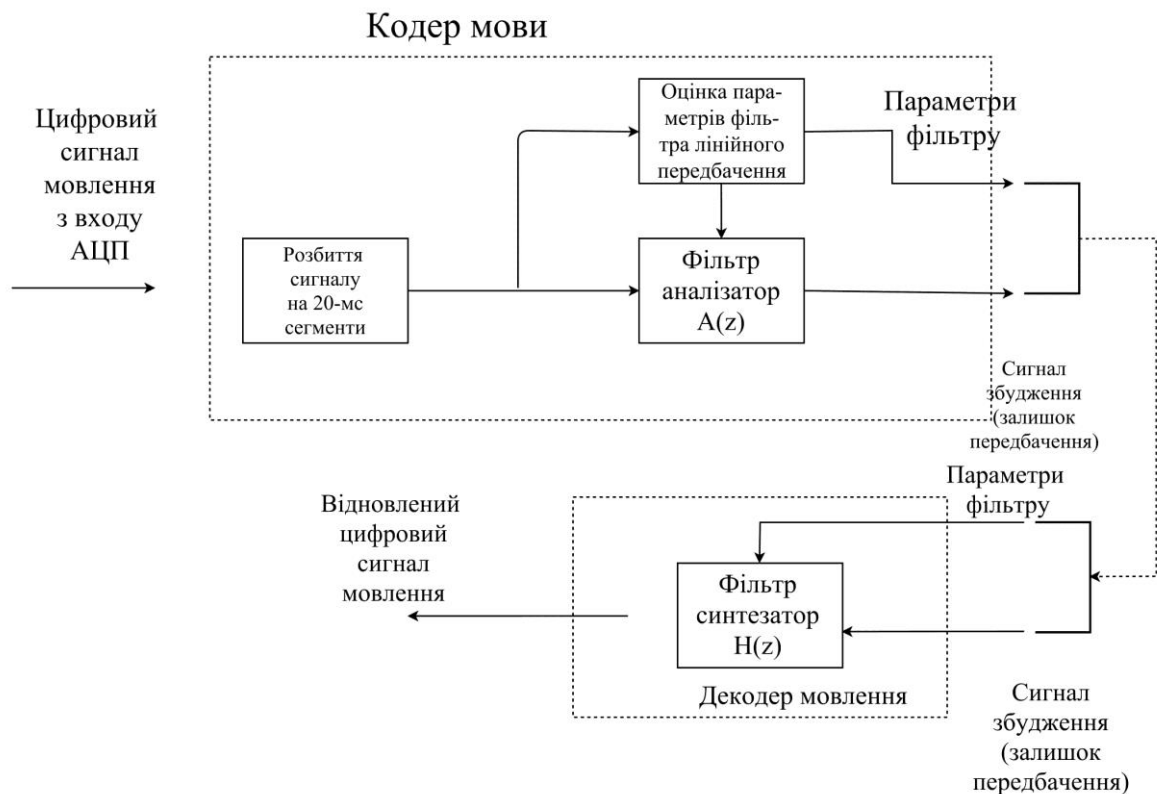 Кодер мови
Цифровий
сигнал
мовлення
з входу
АЦП
Розбиття
сигналу
на 20-мс
сегменти
Оцінка пара-
метрів філь-
тра лінійного
передбачення
Фільтр
аналізатор
A(z)
Параметри
фільтру
Сигнал
збудження
(залишок
передбачення)
Параметри
фільтру
Відновлений
цифровий
сигнал
мовлення
Фільтр
синтезатор
H(z)
Декодер мовлення
Сигнал
збудження
(залишок
передбачення)